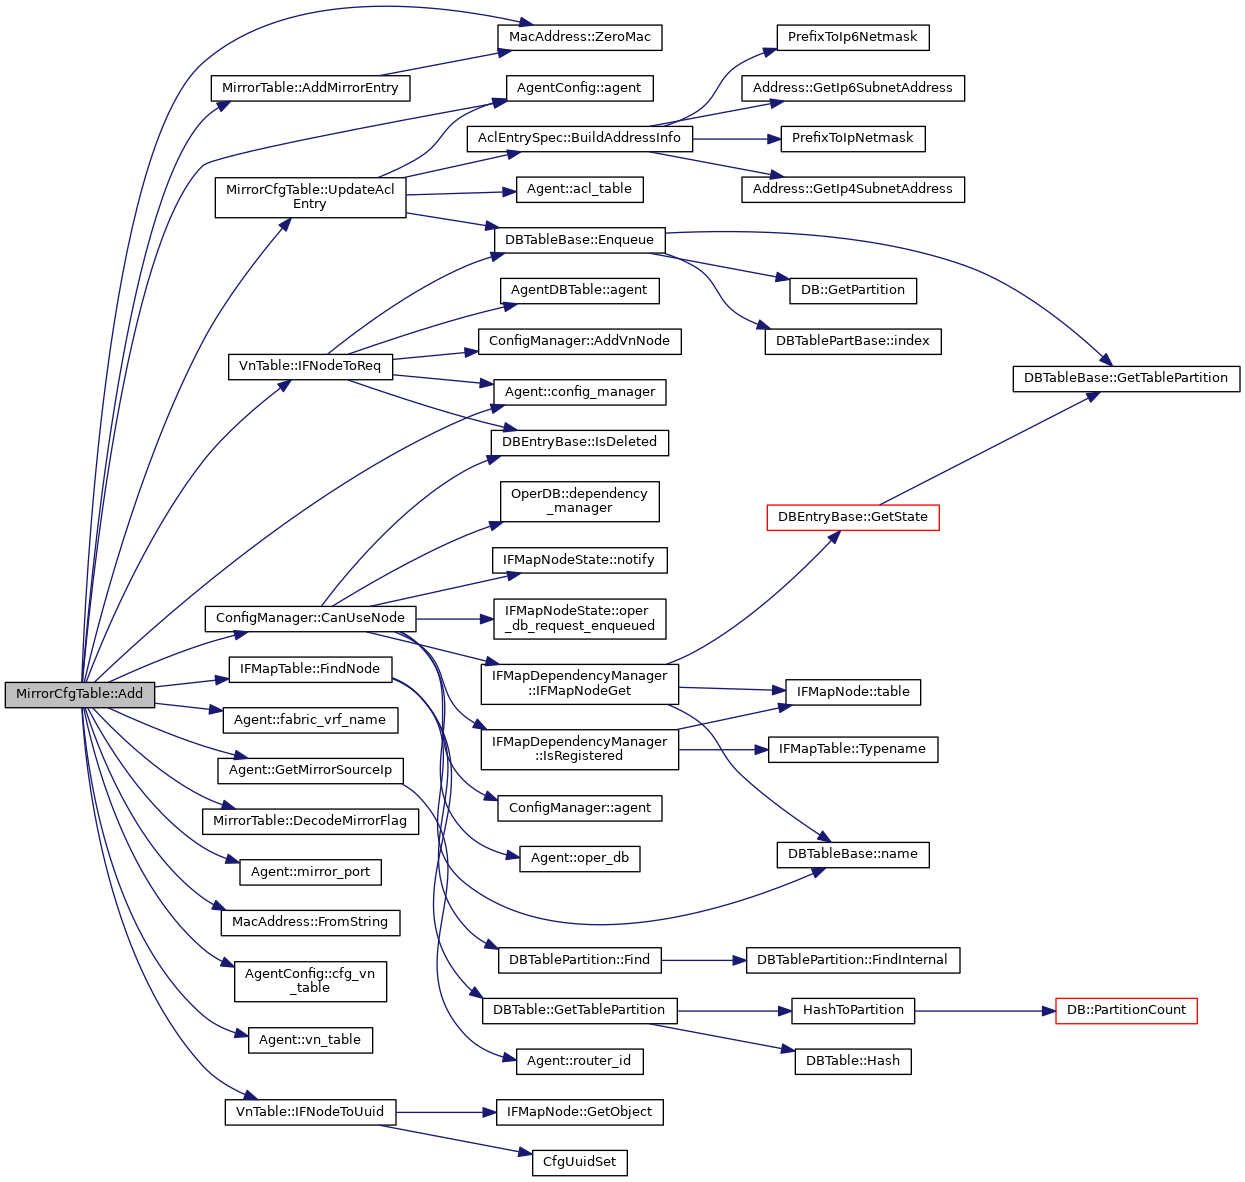 MacAddress::ZeroMac
PrefixToIp6Netmask
MirrorTable::AddMirrorEntry
AgentConfig::agent
Address::GetIp6SubnetAddress
AclEntrySpec::BuildAddressInfo
PrefixToIpNetmask
MirrorCfgTable::UpdateAcl
Entry
Agent::acl_table
Address::GetIp4SubnetAddress
DBTableBase::Enqueue
AgentDBTable::agent
DB::GetPartition
ConfigManager::AddVnNode
DBTablePartBase::index
VnTable::IFNodeToReq
DBTableBase::GetTablePartition
Agent::config_manager
DBEntryBase::IsDeleted
OperDB::dependency
_manager
DBEntryBase::GetState
IFMapNodeState::notify
ConfigManager::CanUseNode
IFMapNodeState::oper
_db_request_enqueued
IFMapTable::FindNode
IFMapDependencyManager
::IFMapNodeGet
IFMapNode::table
MirrorCfgTable::Add
Agent::fabric_vrf_name
IFMapDependencyManager
::IsRegistered
IFMapTable::Typename
Agent::GetMirrorSourceIp
ConfigManager::agent
MirrorTable::DecodeMirrorFlag
Agent::oper_db
DBTableBase::name
Agent::mirror_port
MacAddress::FromString
DBTablePartition::Find
DBTablePartition::FindInternal
AgentConfig::cfg_vn
_table
DBTable::GetTablePartition
HashToPartition
DB::PartitionCount
Agent::vn_table
Agent::router_id
DBTable::Hash
VnTable::IFNodeToUuid
IFMapNode::GetObject
CfgUuidSet